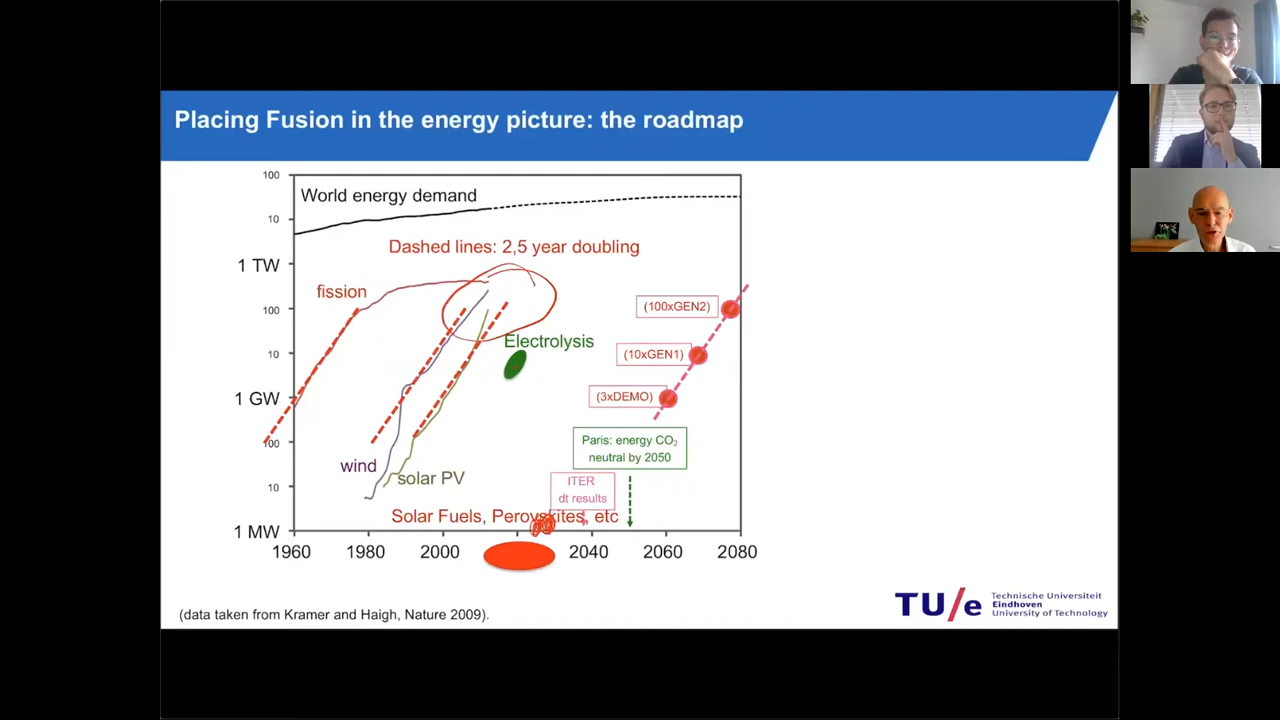 Placing Fusion in the energy picture: the roadmap
100
World energy demand
10
Dashed lines: 2,5 year doubling
1 TW
fission
100
(100xGEN2)
Electrolysis
10
(10xGEN1)
1 GW
(3xDEMO)
100
Paris: energy CO₂
neutral by 2050
wind
solar PV
10
ITER
dt results
Solar Fuels, Perovskites, etc
1 MW
1960 1980 2000 2040 2060 2080
(data taken from Kramer and Haigh, Nature 2009).
TU/e
Technische Universiteit
Eindhoven
University of Technology